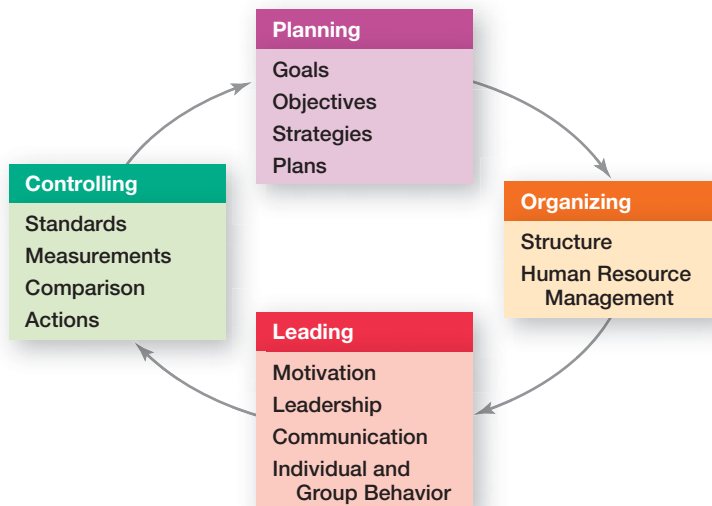 Planning
Goals
Objectives
Strategies
Plans
Controlling
Standards
Measurements
Comparison
Actions
Organizing
Structure
Human Resource
Management
Leading
Motivation
Leadership
Communication
Individual and
Group Behavior